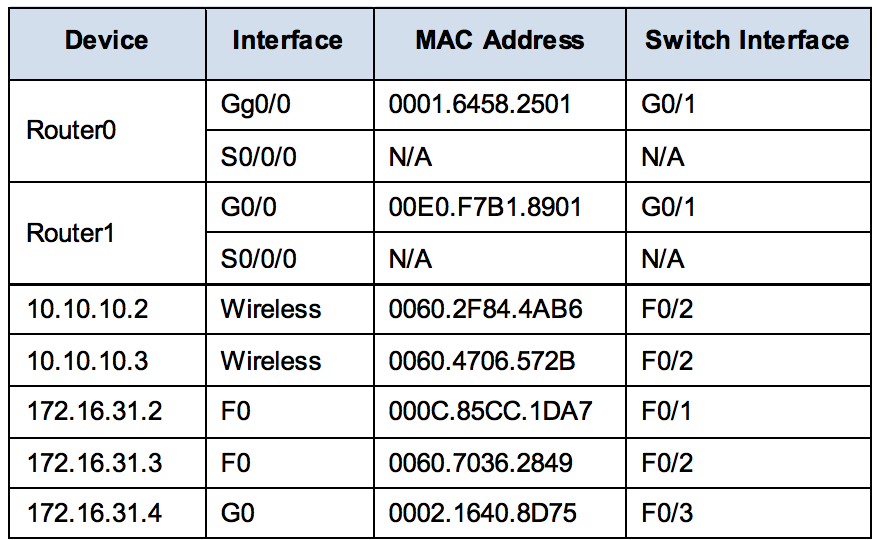 Device Interface MAC Address Switch Interface
Router0 Gg0/0 0001.6458.2501 G0/1
S0/0/0 N/A N/A
Router1 G0/0 00E0.F7B1.8901 G0/1
S0/0/0 N/A N/A
10.10.10.2 Wireless 0060.2F84.4AB6 F0/2
10.10.10.3 Wireless 0060.4706.572B F0/2
172.16.31.2 F0 000C.85CC.1DA7 F0/1
172.16.31.3 F0 0060.7036.2849 F0/2
172.16.31.4 G0 0002.1640.8D75 F0/3